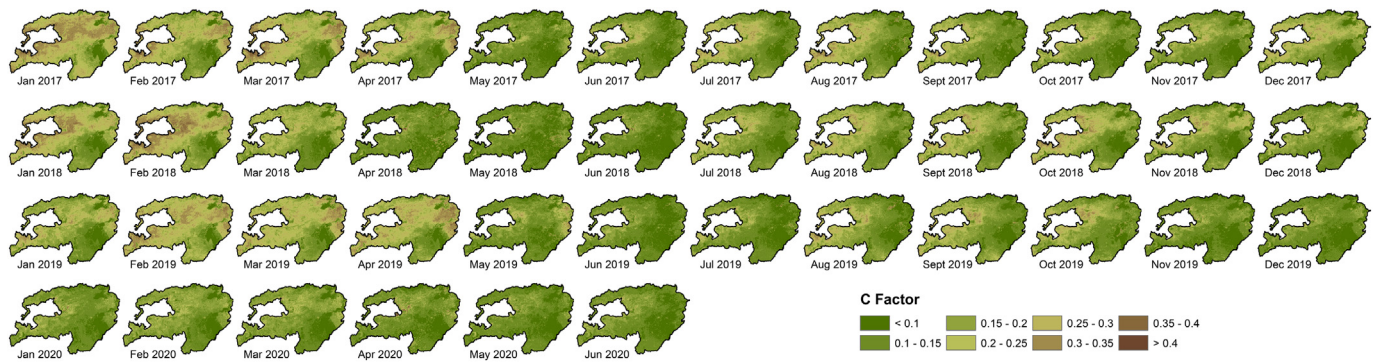 Jan 2017 Feb 2017 Mar 2017 Apr 2017 May 2017 Jun 2017 Jul 2017 Aug 2017 Sept 2017 Oct 2017 Nov 2017 Dec 2017
Jan 2018 Feb 2018 Mar 2018 Apr 2018 May 2018 Jun 2018 Jul 2018 Aug 2018 Sept 2018 Oct 2018 Nov 2018 Dec 2018
Jan 2019 Feb 2019 Mar 2019 Apr 2019 May 2019 Jun 2019 Jul 2019 Aug 2019 Sept 2019 Oct 2019 Nov 2019 Dec 2019
Jan 2020 Feb 2020 Mar 2020 Apr 2020 May 2020 Jun 2020
C Factor
< 0.1 0.15 - 0.2 0.25 - 0.3 0.35 - 0.4
0.1 - 0.15 0.2 - 0.25 0.3 - 0.35 > 0.4